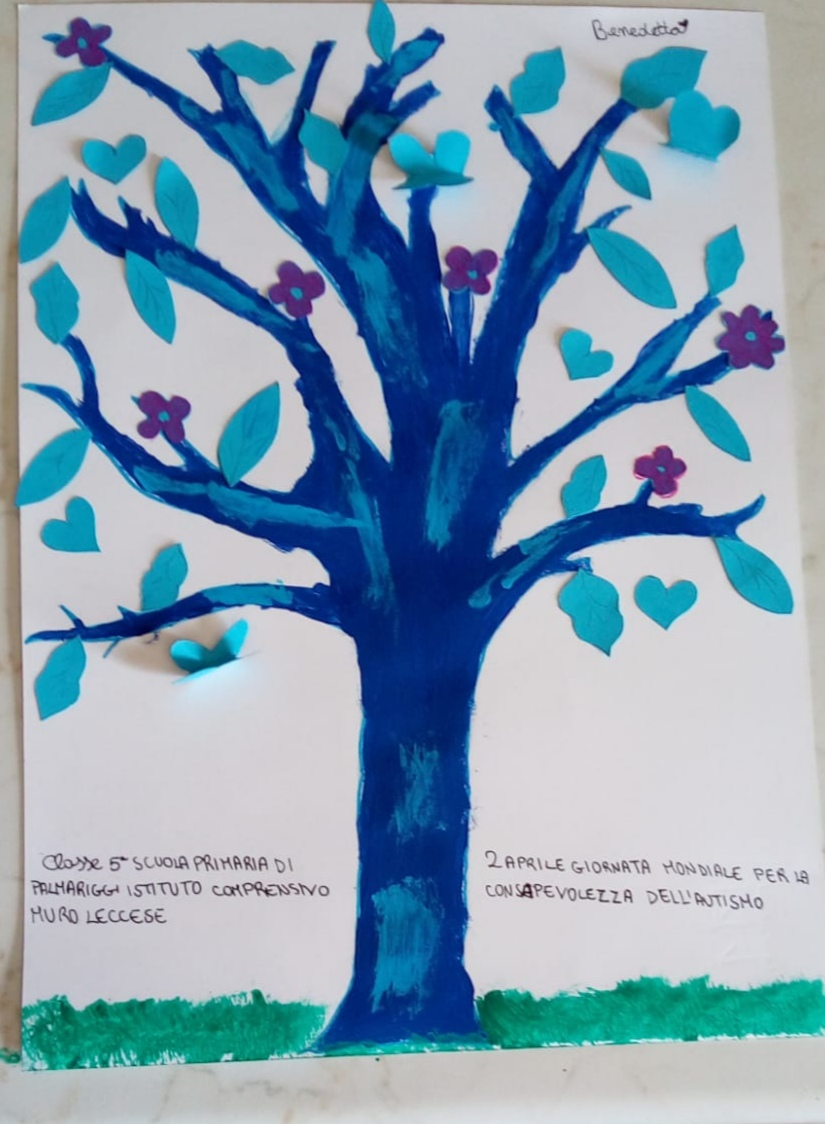 Benedetta
Classe 5ª SCUOLA PRIMARIA DI
PALMARIGGI ISTITUTO COMPRENSIVO
MURO LECCESE
2 APRILE GIORNATA MONDIALE PER LA
CONSAPEVOLEZZA DELL'AUTISMO